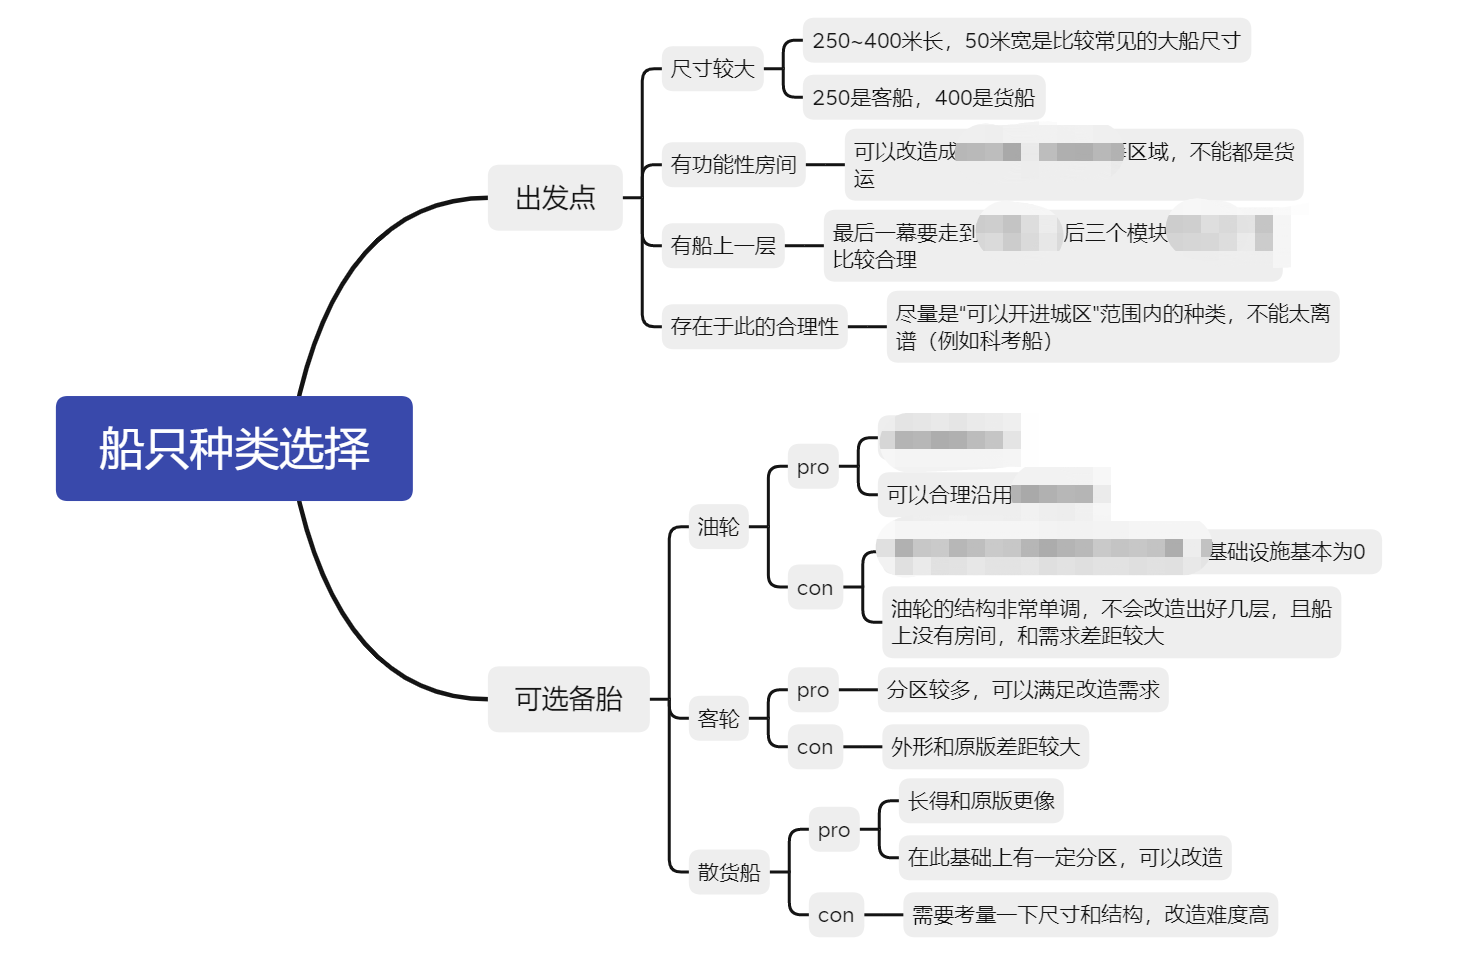 船只种类选择
出发点
尺寸较大
250~400米长，50米宽是比较常见的大船尺寸
250是客船，400是货船
有功能性房间
可以改造成
区域，不能都是货
运
有船上一层
最后一幕要走到
后三个模块
比较合理
存在于此的合理性
尽量是"可以开进城区"范围内的种类，不能太离
谱（例如科考船）
可选备胎
油轮
pro
可以合理沿用
con
基础设施基本为0
油轮的结构非常单调，不会改造出好几层，且船
上没有房间，和需求差距较大
客轮
pro
分区较多，可以满足改造需求
con
外形和原版差距较大
散货船
pro
长得和原版更像
在此基础上有一定分区，可以改造
con
需要考量一下尺寸和结构，改造难度高